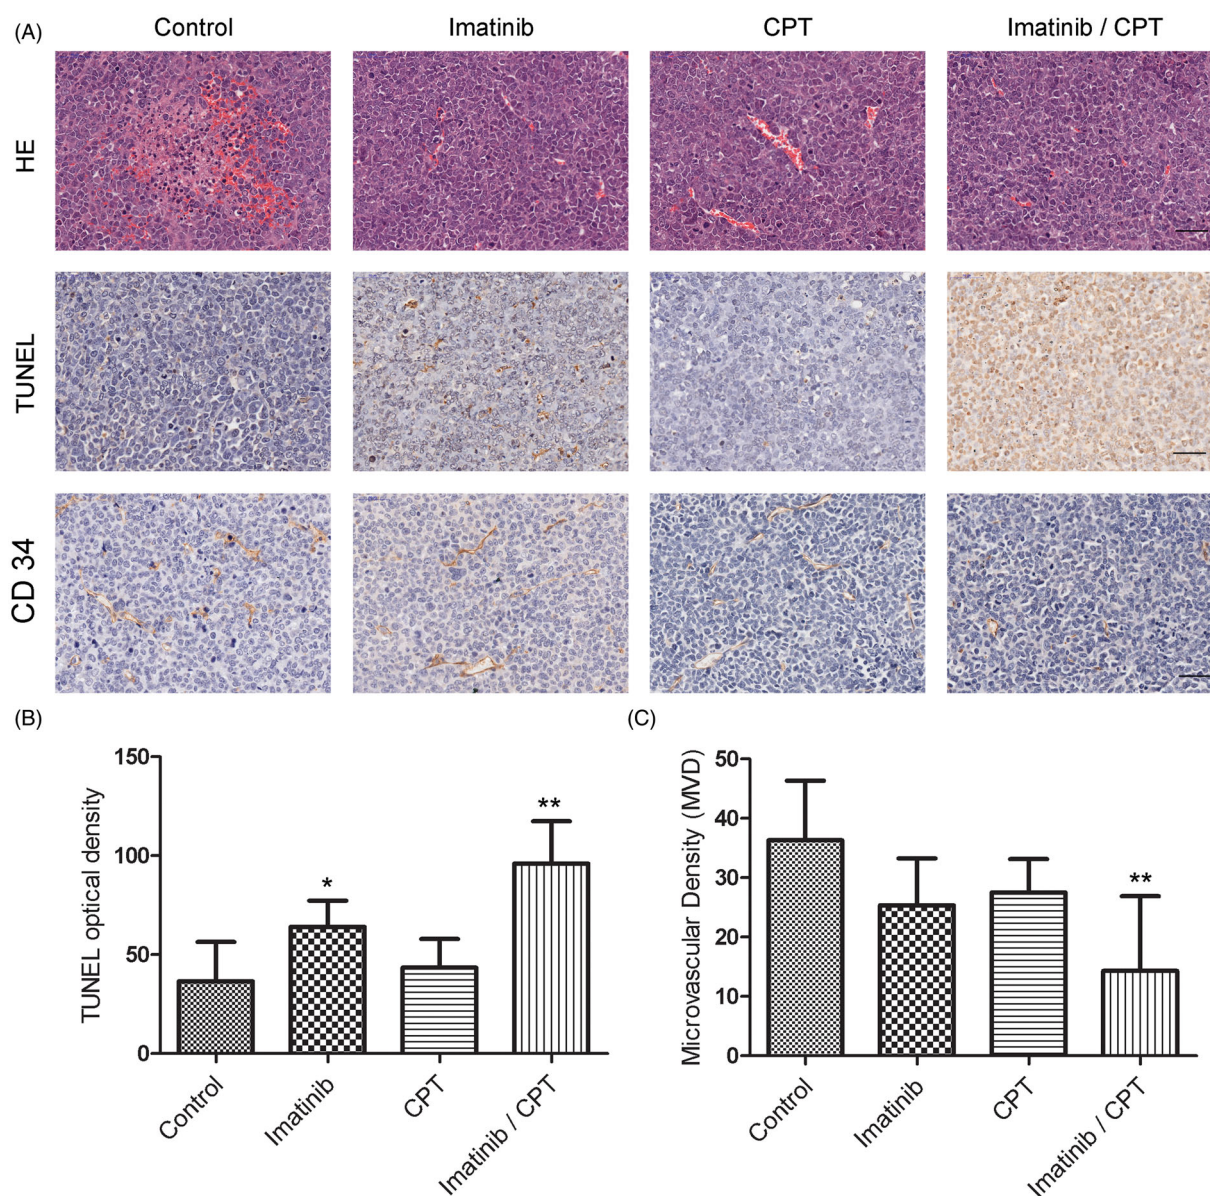 (A)
Control
Imatinib
CPT
Imatinib / CPT
HE
TUNEL
CD 34
(B)
TUNEL optical density
150
100
50
0
*
**
Control
Imatinib
CPT
Imatinib / CPT
(C)
Microvascular Density (MVD)
50
40
30
20
10
0
**
Control
Imatinib
CPT
Imatinib / CPT